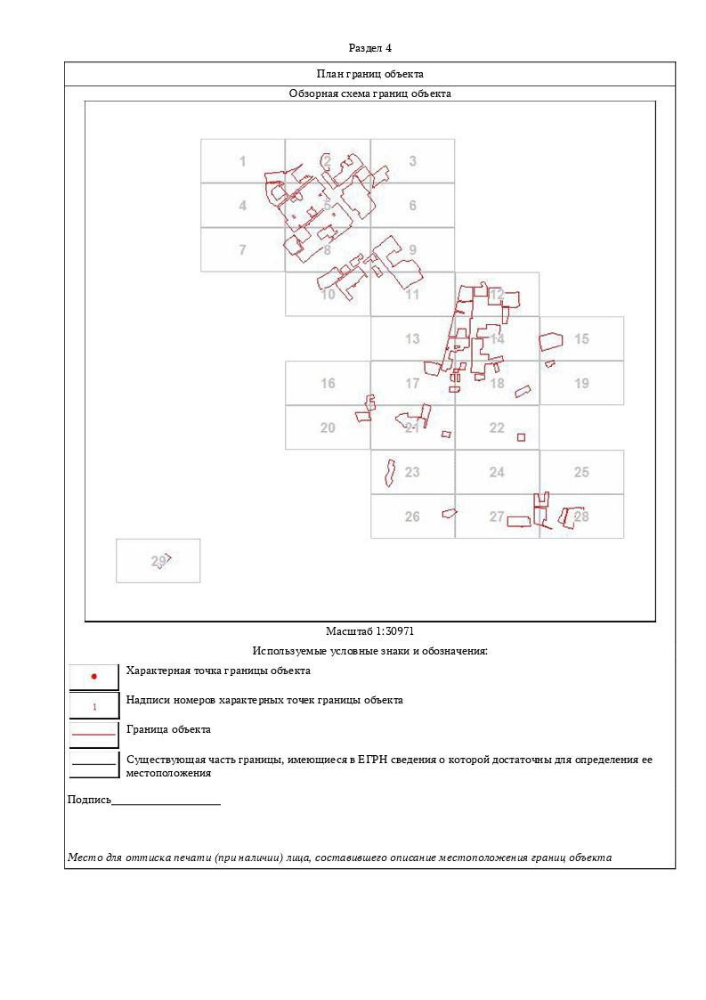 Раздел 4
План границ объекта
Обзорная схема границ объекта
1 2 3
4 5 6
7 8 9
10 11 12
13 14 15
16 17 18 19
20 21 22
23 24 25
26 27 28
29
Масштаб 1:30971
Используемые условные знаки и обозначения:
Характерная точка границы объекта
1 Надписи номеров характерных точек границы объекта
Граница объекта
Существующая часть границы, имеющиеся в ЕГРН сведения о которой достаточны для определения ее
местоположения
Подпись____________________
Место для оттиска печати (при наличии) лица, составившего описание местоположения границ объекта